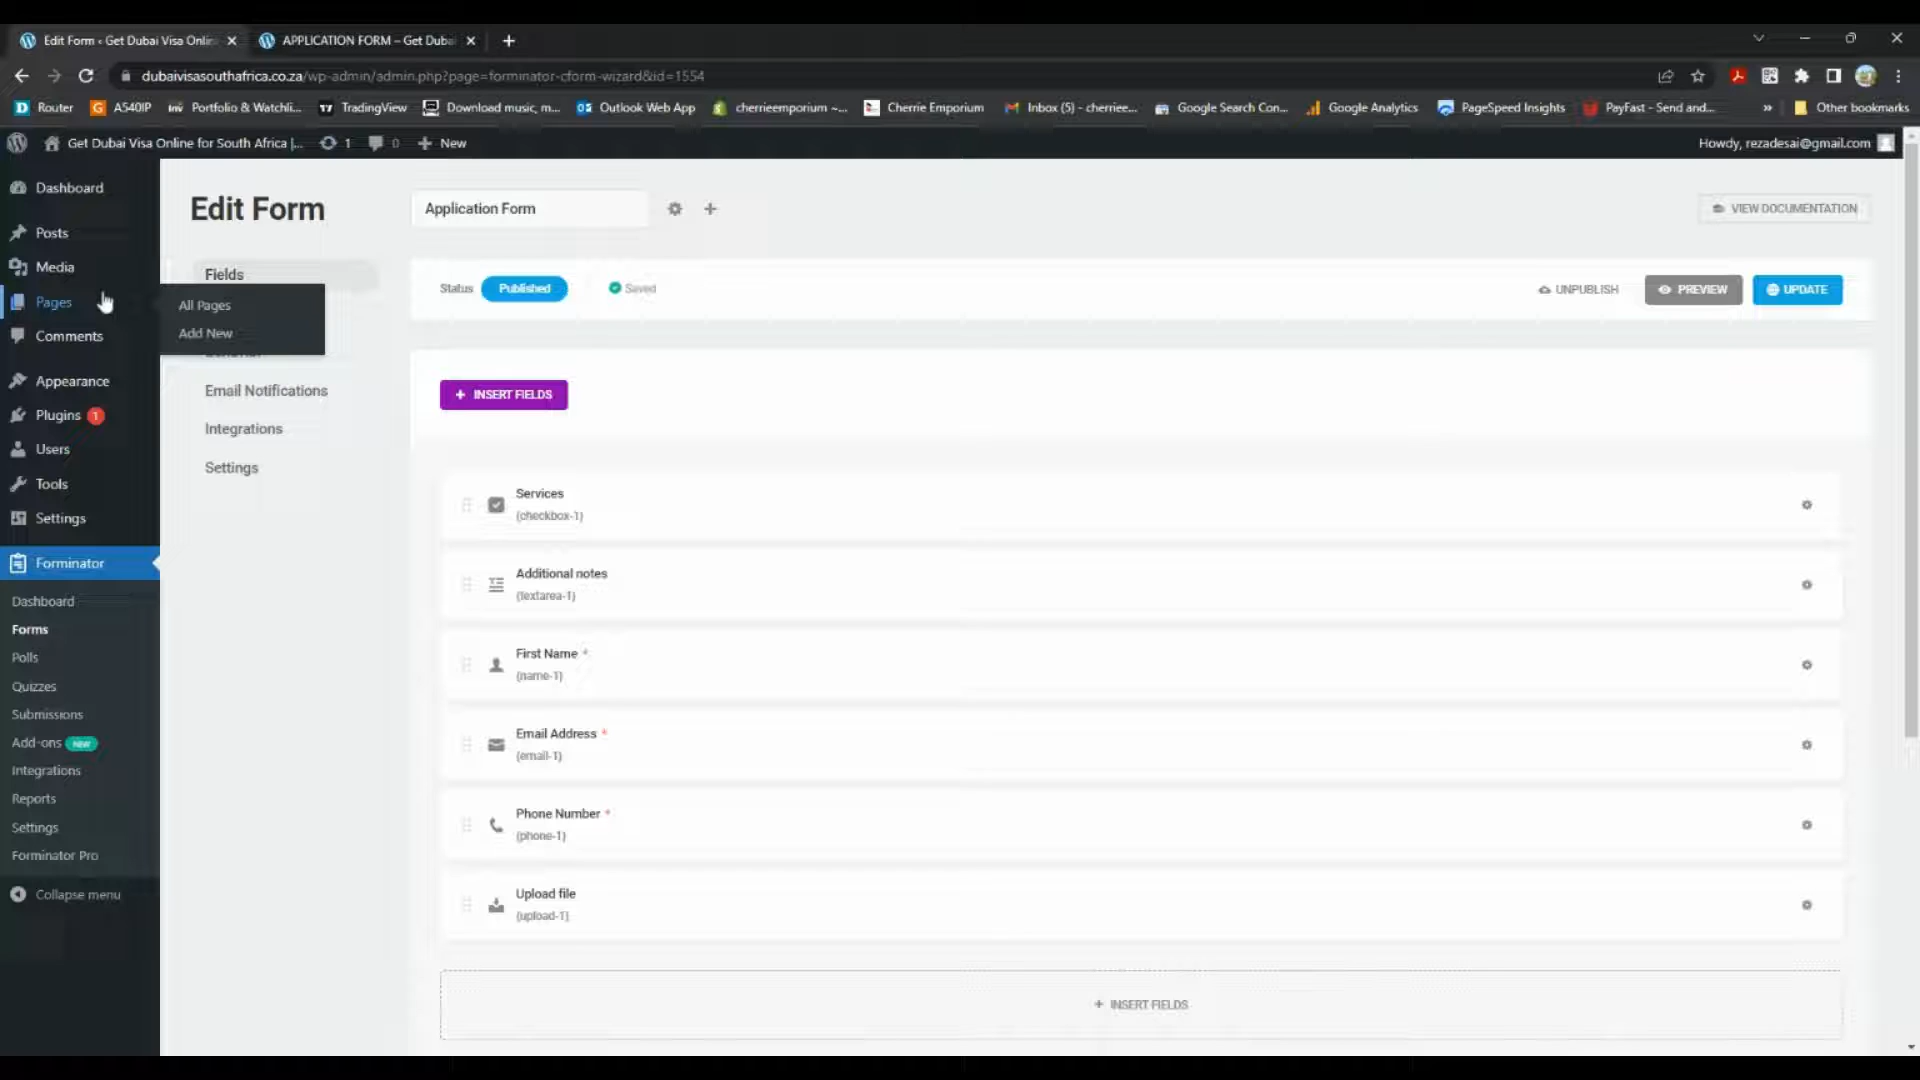 Edit Form ‹ Get Dubai Visa Onlin
APPLICATION FORM – Get Duba
dubaivisasouthafrica.co.za/wp-admin/admin.php?page=forminator-cform-wizard&id=1554
Router
A540IP
Portfolio & Watchli...
TradingView
Download music, m...
Outlook Web App
cherrieemporium ~...
Cherrie Emporium
Inbox (5) - cherriee...
Google Search Con...
Google Analytics
PageSpeed Insights
PayFast - Send and...
»
Other bookmarks
Get Dubai Visa Online for South Africa |...
1
0
New
Howdy, rezadesai@gmail.com
Dashboard
Posts
Media
Pages
Comments
Appearance
Plugins 1
Users
Tools
Settings
Forminator
Dashboard
Forms
Polls
Quizzes
Submissions
Add-ons NEW
Integrations
Reports
Settings
Forminator Pro
Collapse menu
All Pages
Add New
Edit Form
Application Form
VIEW DOCUMENTATION
Fields
Email Notifications
Integrations
Settings
Status
Published
Saved
UNPUBLISH
PREVIEW
UPDATE
+ INSERT FIELDS
Services
(checkbox-1)
Additional notes
(textarea-1)
First Name *
(name-1)
Email Address *
(email-1)
Phone Number *
(phone-1)
Upload file
(upload-1)
+ INSERT FIELDS